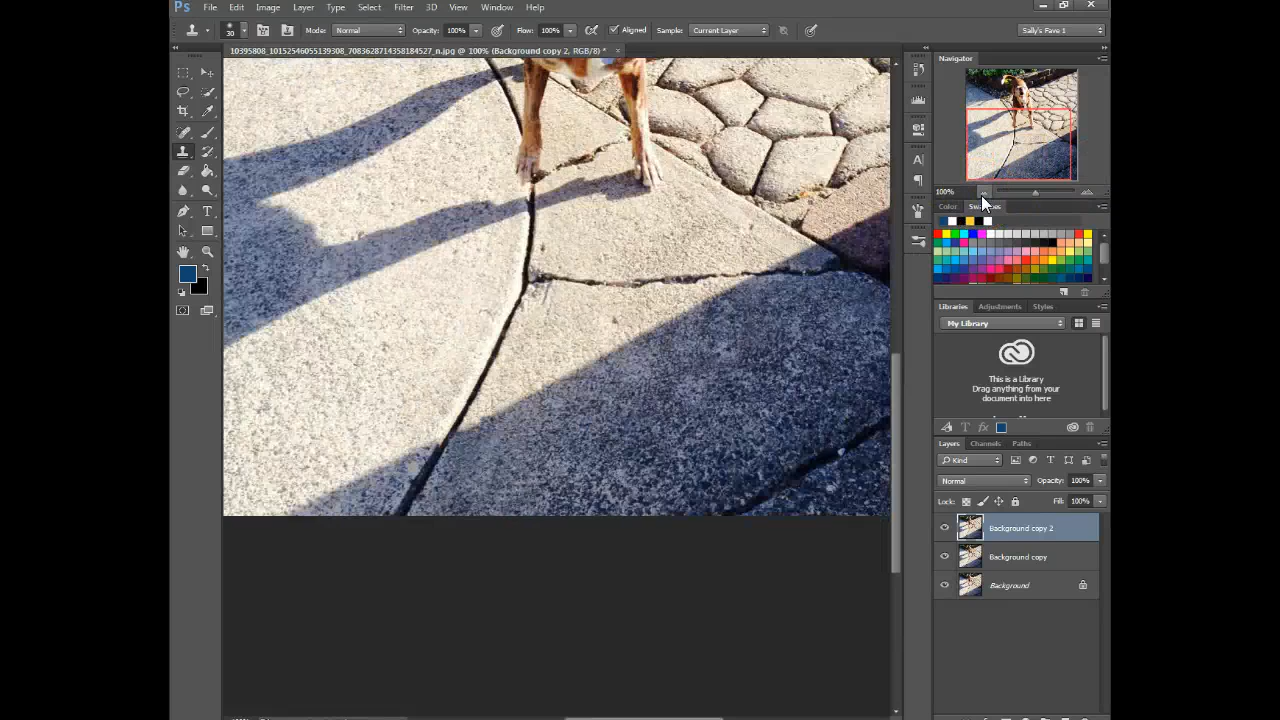 Ps File Edit Image Layer Type Select Filter 3D View Window Help
30 Mode: Normal Opacity: 100% Flow: 100% Aligned Sample: Current Layer Sally's Fave 1
10395808_10152546055139308_7083628714358184527_n.jpg @ 100% (Background copy 2, RGB/8) *
Navigator
100%
Color Swatches
Libraries Adjustments Styles
My Library
This is a Library
Drag anything from your
document into here
Layers Channels Paths
Kind
Normal Opacity: 100%
Lock: Fill: 100%
Background copy 2
Background copy
Background